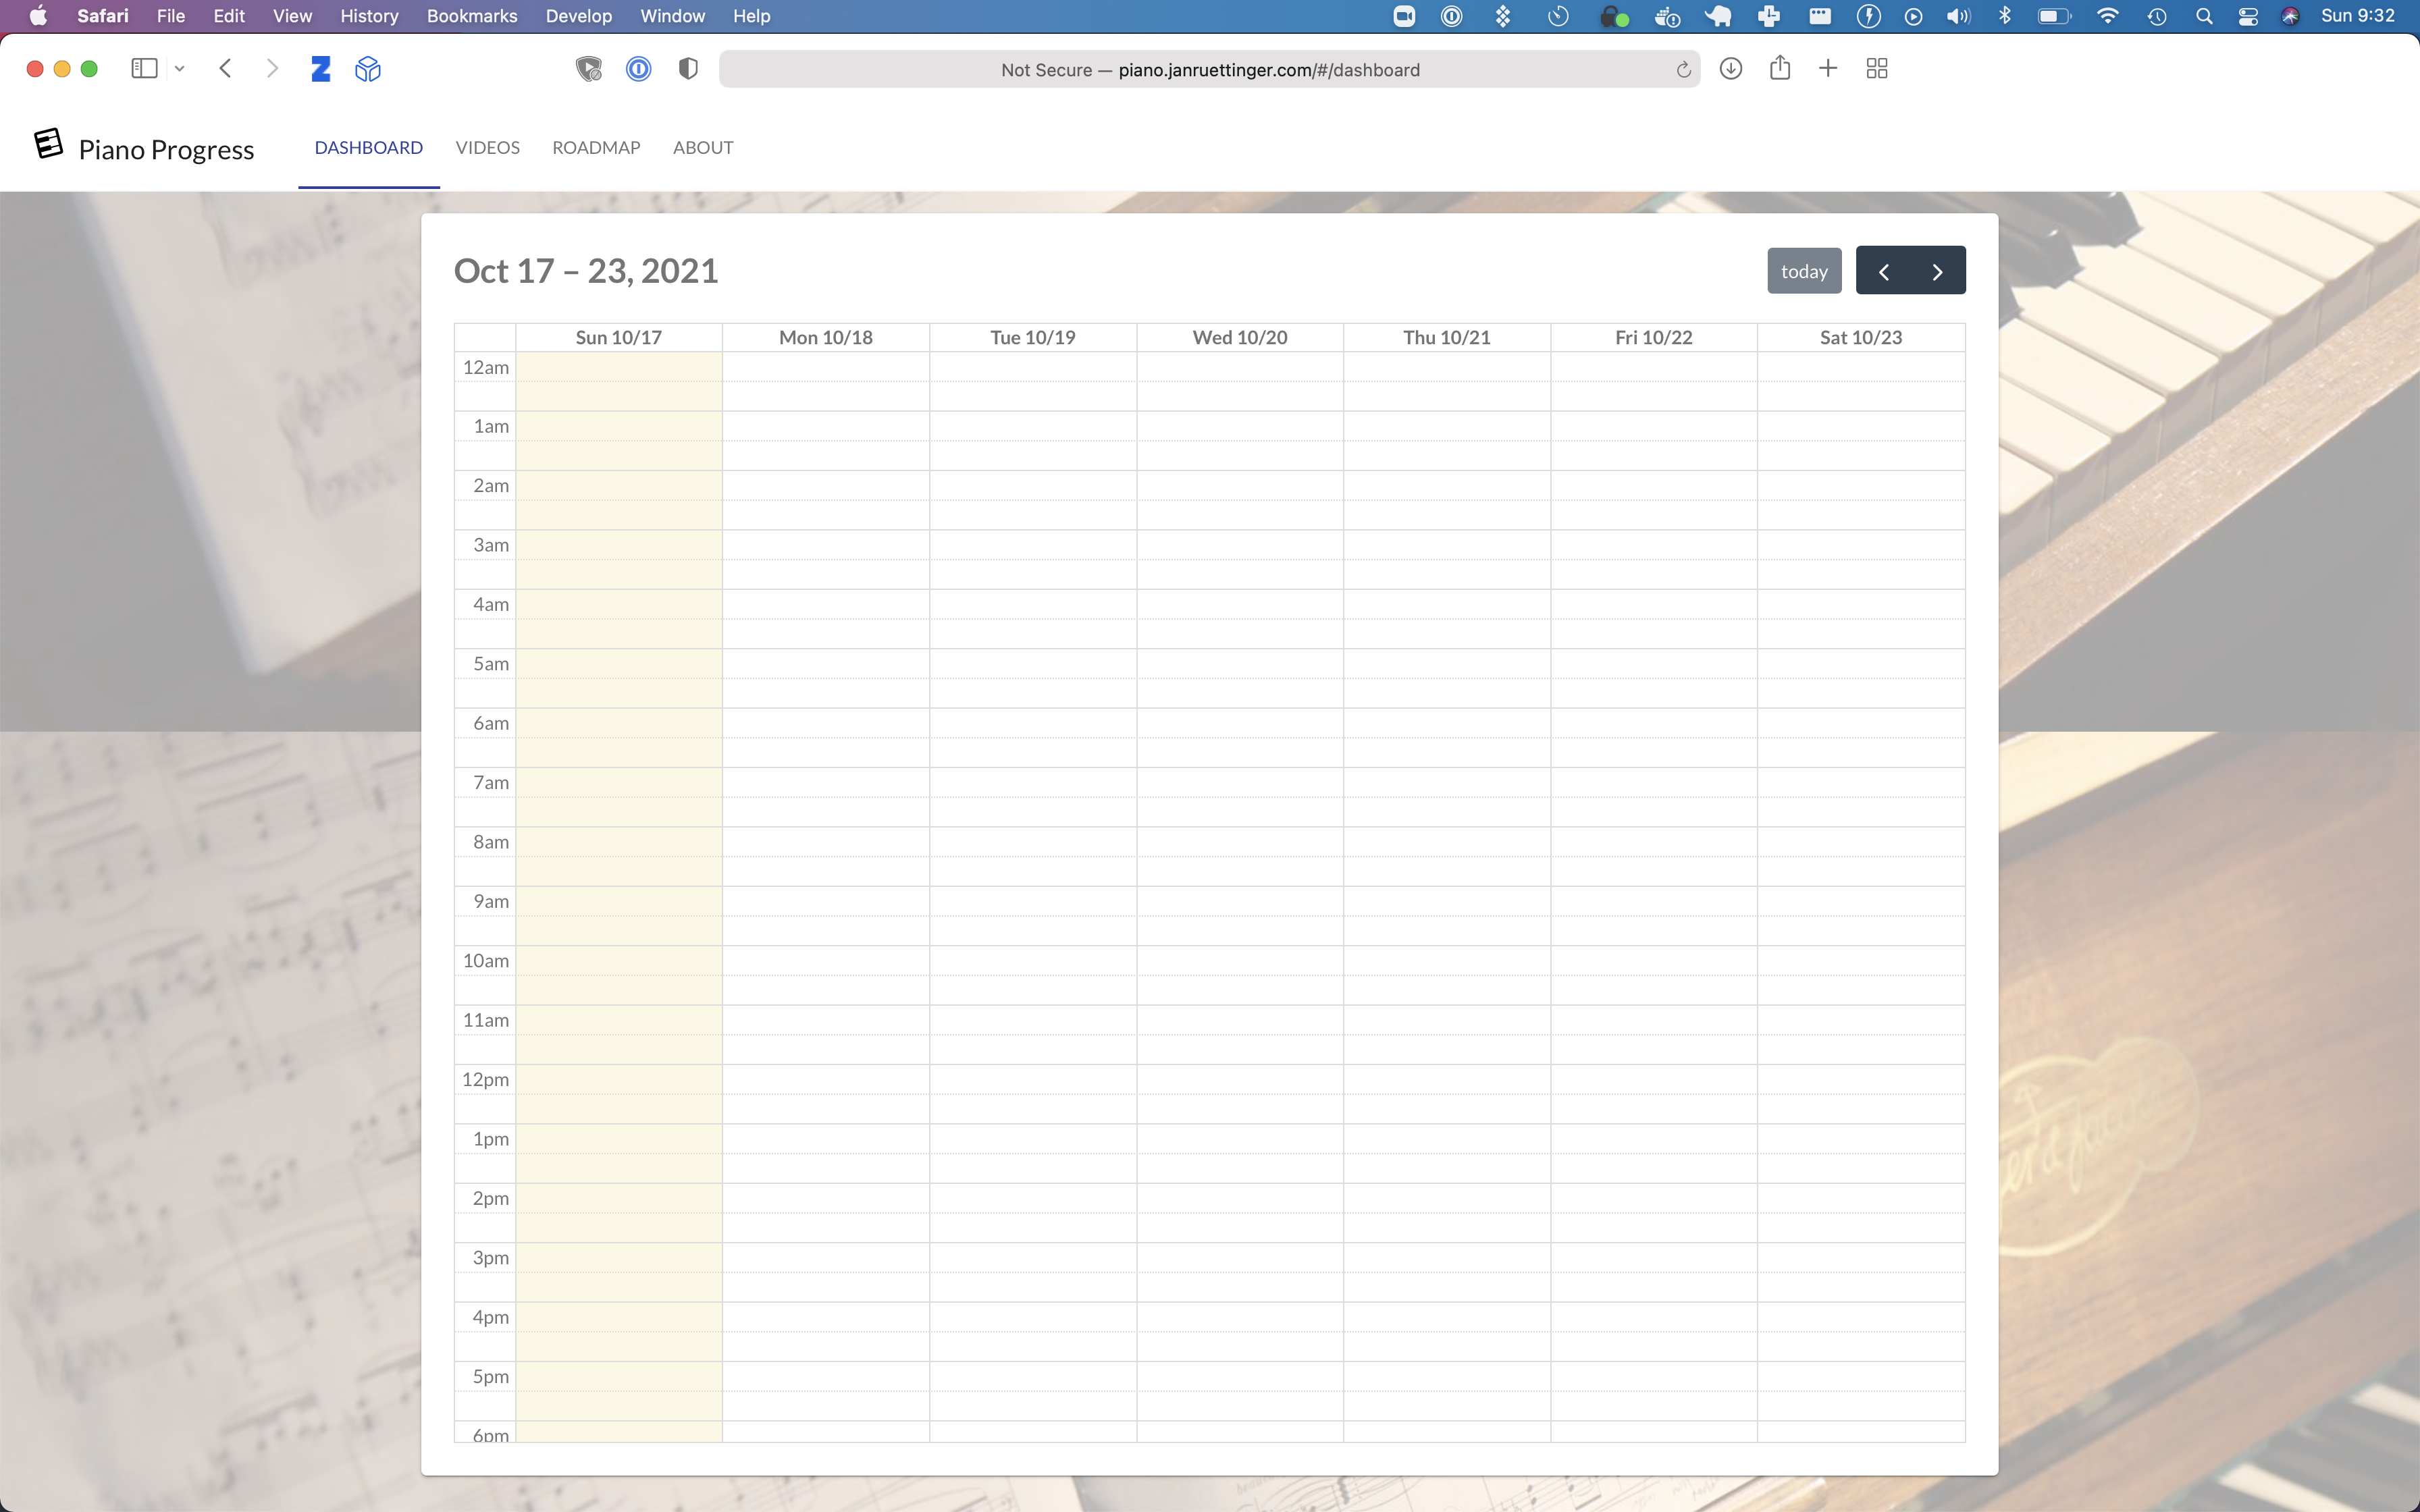 Safari File Edit View History Bookmarks Develop Window Help Sun 9:32
Not Secure — piano.janruettinger.com/#/dashboard
Piano Progress DASHBOARD VIDEOS ROADMAP ABOUT
Oct 17 – 23, 2021 today
Sun 10/17 Mon 10/18 Tue 10/19 Wed 10/20 Thu 10/21 Fri 10/22 Sat 10/23
12am
1am
2am
3am
4am
5am
6am
7am
8am
9am
10am
11am
12pm
1pm
2pm
3pm
4pm
5pm
6pm